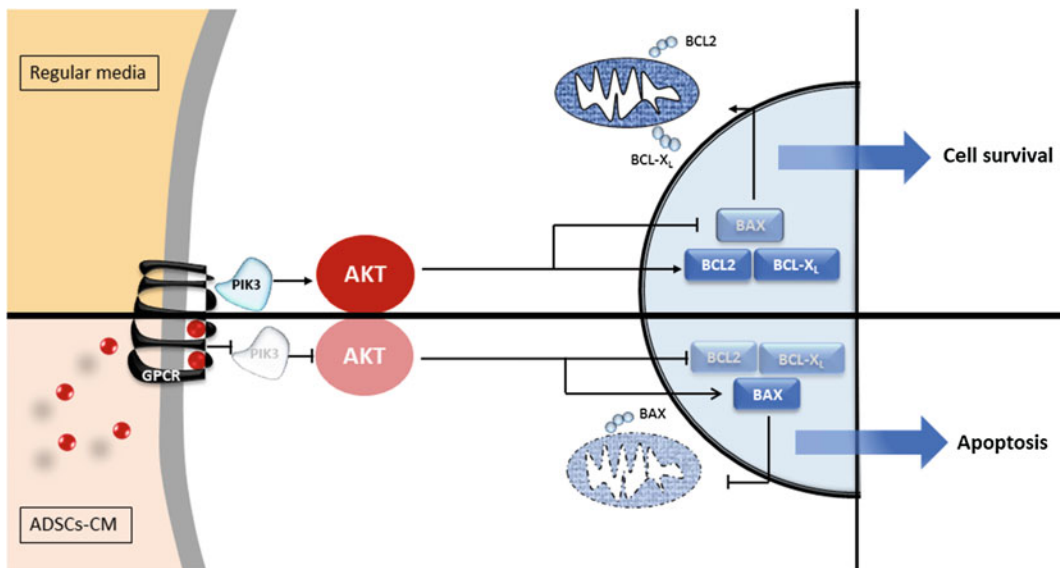 Regular media
BCL2
BCL-XL
Cell survival
BAX
BCL2 BCL-XL
PIK3
AKT
PIK3
AKT
GPCR
BCL2 BCL-XL
BAX
BAX
Apoptosis
ADSCs-CM